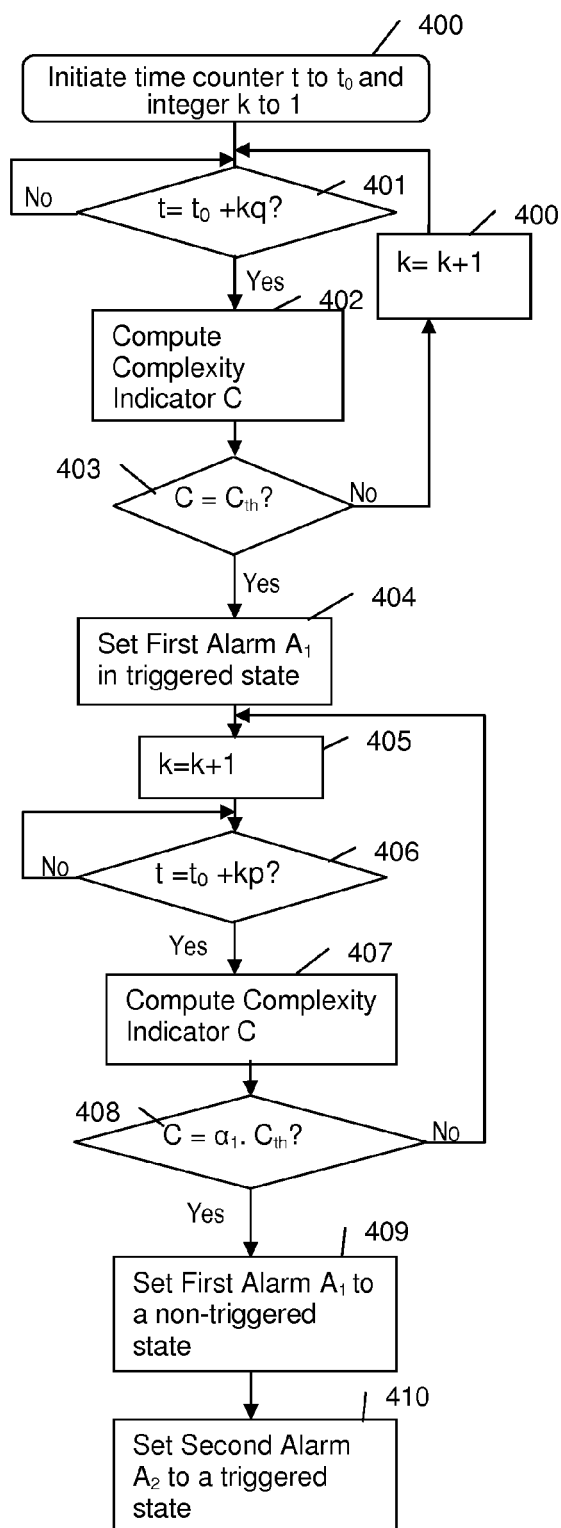 400
Initiate time counter t to t₀ and
integer k to 1
401
No
t= t₀ +kq?
400
k= k+1
Yes
402
Compute
Complexity
Indicator C
403
C = Cₜₕ?
No
Yes
404
Set First Alarm A₁
in triggered state
405
k=k+1
406
No
t =t₀ +kp?
Yes
407
Compute Complexity
Indicator C
408
C = α₁. Cₜₕ?
No
Yes
409
Set First Alarm A₁ to
a non-triggered
state
410
Set Second Alarm
A₂ to a triggered
state